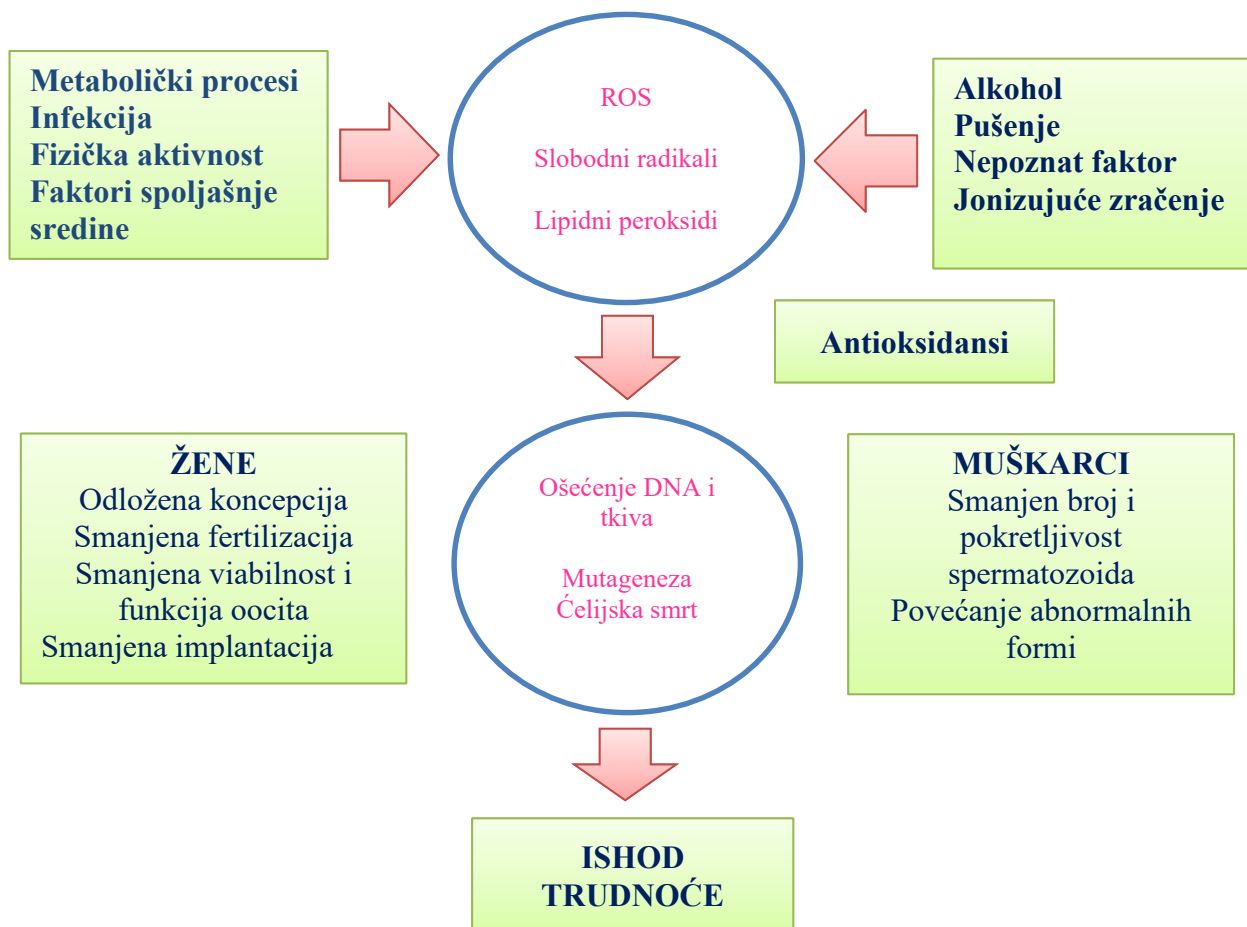 Metabolički procesi
Infekcija
Fizička aktivnost
Faktori spoljašnje
sredine
ROS
Slobodni radikali
Lipidni peroksidi
Alkohol
Pušenje
Nepoznat faktor
Jonizujuće zračenje
Antioksidansi
ŽENE
Odložena koncepcija
Smanjena fertilizacija
Smanjena viabilnost i
funkcija oocita
Smanjena implantacija
Ošećenje DNA i
tkiva
Mutageneza
Ćelijska smrt
MUŠKARCI
Smanjen broj i
pokretljivost
spermatozoida
Povećanje abnormalnih
formi
ISHOD
TRUDNOĆE